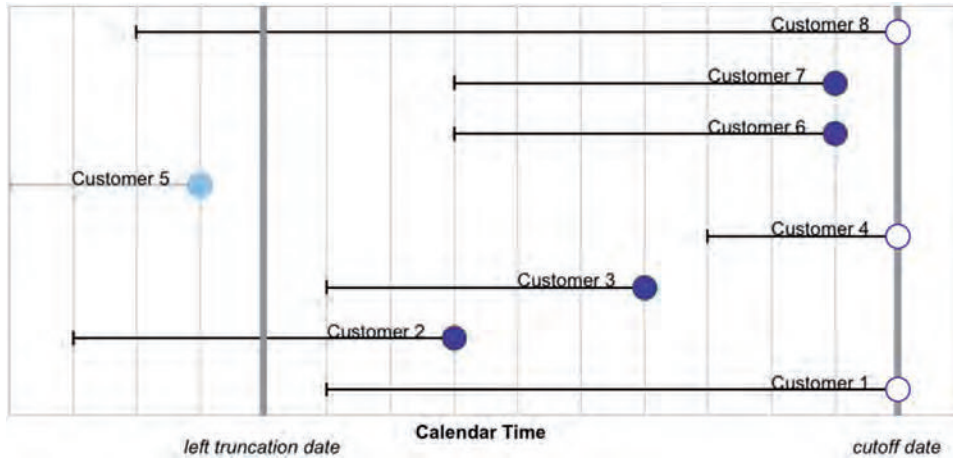 Customer 8
Customer 7
Customer 6
Customer 5
Customer 4
Customer 3
Customer 2
Customer 1
Calendar Time
left truncation date
cutoff date